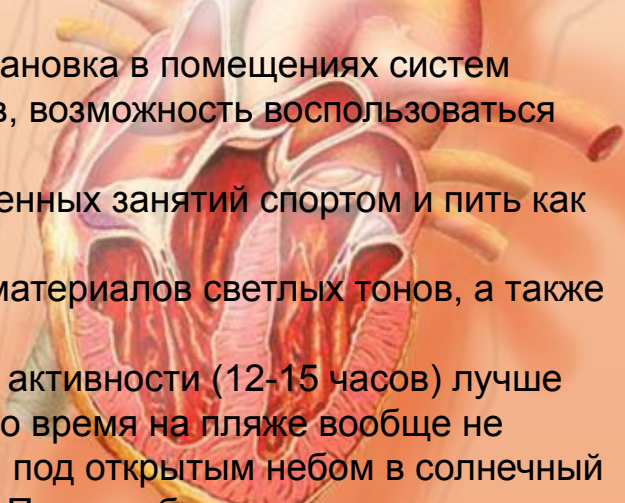 ановка в помещениях систем
в, возможность воспользоваться
енных занятий спортом и пить как
материалов светлых тонов, а также
активности (12-15 часов) лучше
о время на пляже вообще не
под открытым небом в солнечный